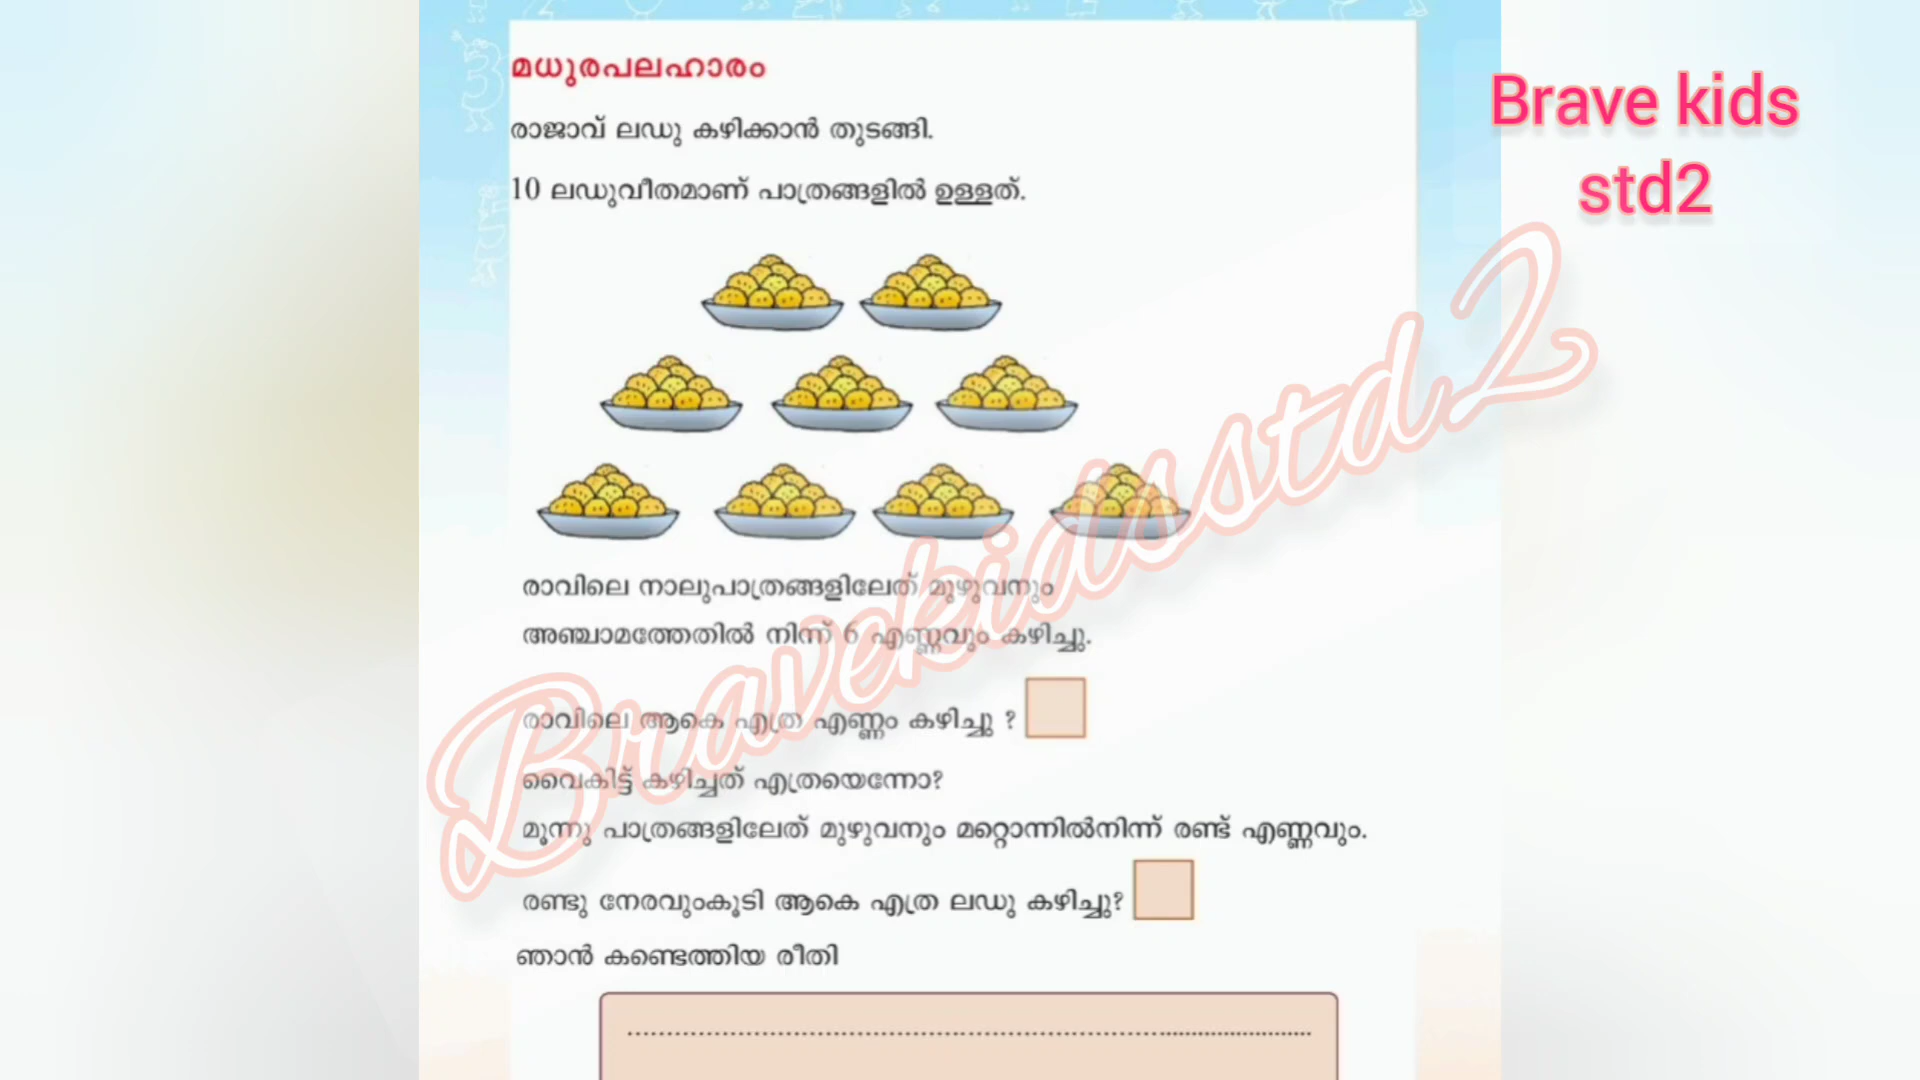 മധുരപലഹാരം
രാജാവ് ലഡു കഴിക്കാൻ തുടങ്ങി.
10 ലഡുവീതമാണ് പാത്രങ്ങളിൽ ഉള്ളത്.
രാവിലെ നാലുപാത്രങ്ങളിലേത് മുഴുവനും
അഞ്ചാമത്തേതിൽ നിന്ന് 6 എണ്ണവും കഴിച്ചു.
രാവിലെ ആകെ എത്ര എണ്ണം കഴിച്ചു ?
വൈകിട്ട് കഴിച്ചത് എത്രയെന്നോ?
മൂന്നു പാത്രങ്ങളിലേത് മുഴുവനും മറ്റൊന്നിൽനിന്ന് രണ്ട് എണ്ണവും.
രണ്ടു നേരവുംകൂടി ആകെ എത്ര ലഡു കഴിച്ചു?
ഞാൻ കണ്ടെത്തിയ രീതി
Brave kids
std2
Bravekidsstd2